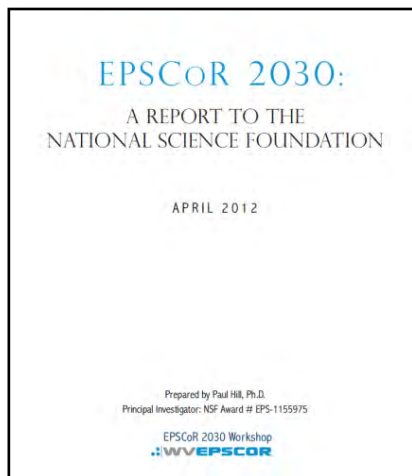 EPSCOR 2030:
A REPORT TO THE
NATIONAL SCIENCE FOUNDATION
APRIL 2012
Prepared by Paul Hill, Ph.D.
Principal Investigator: NSF Award # EPS-1155975
EPSCoR 2030 Workshop
WVEPSCOR